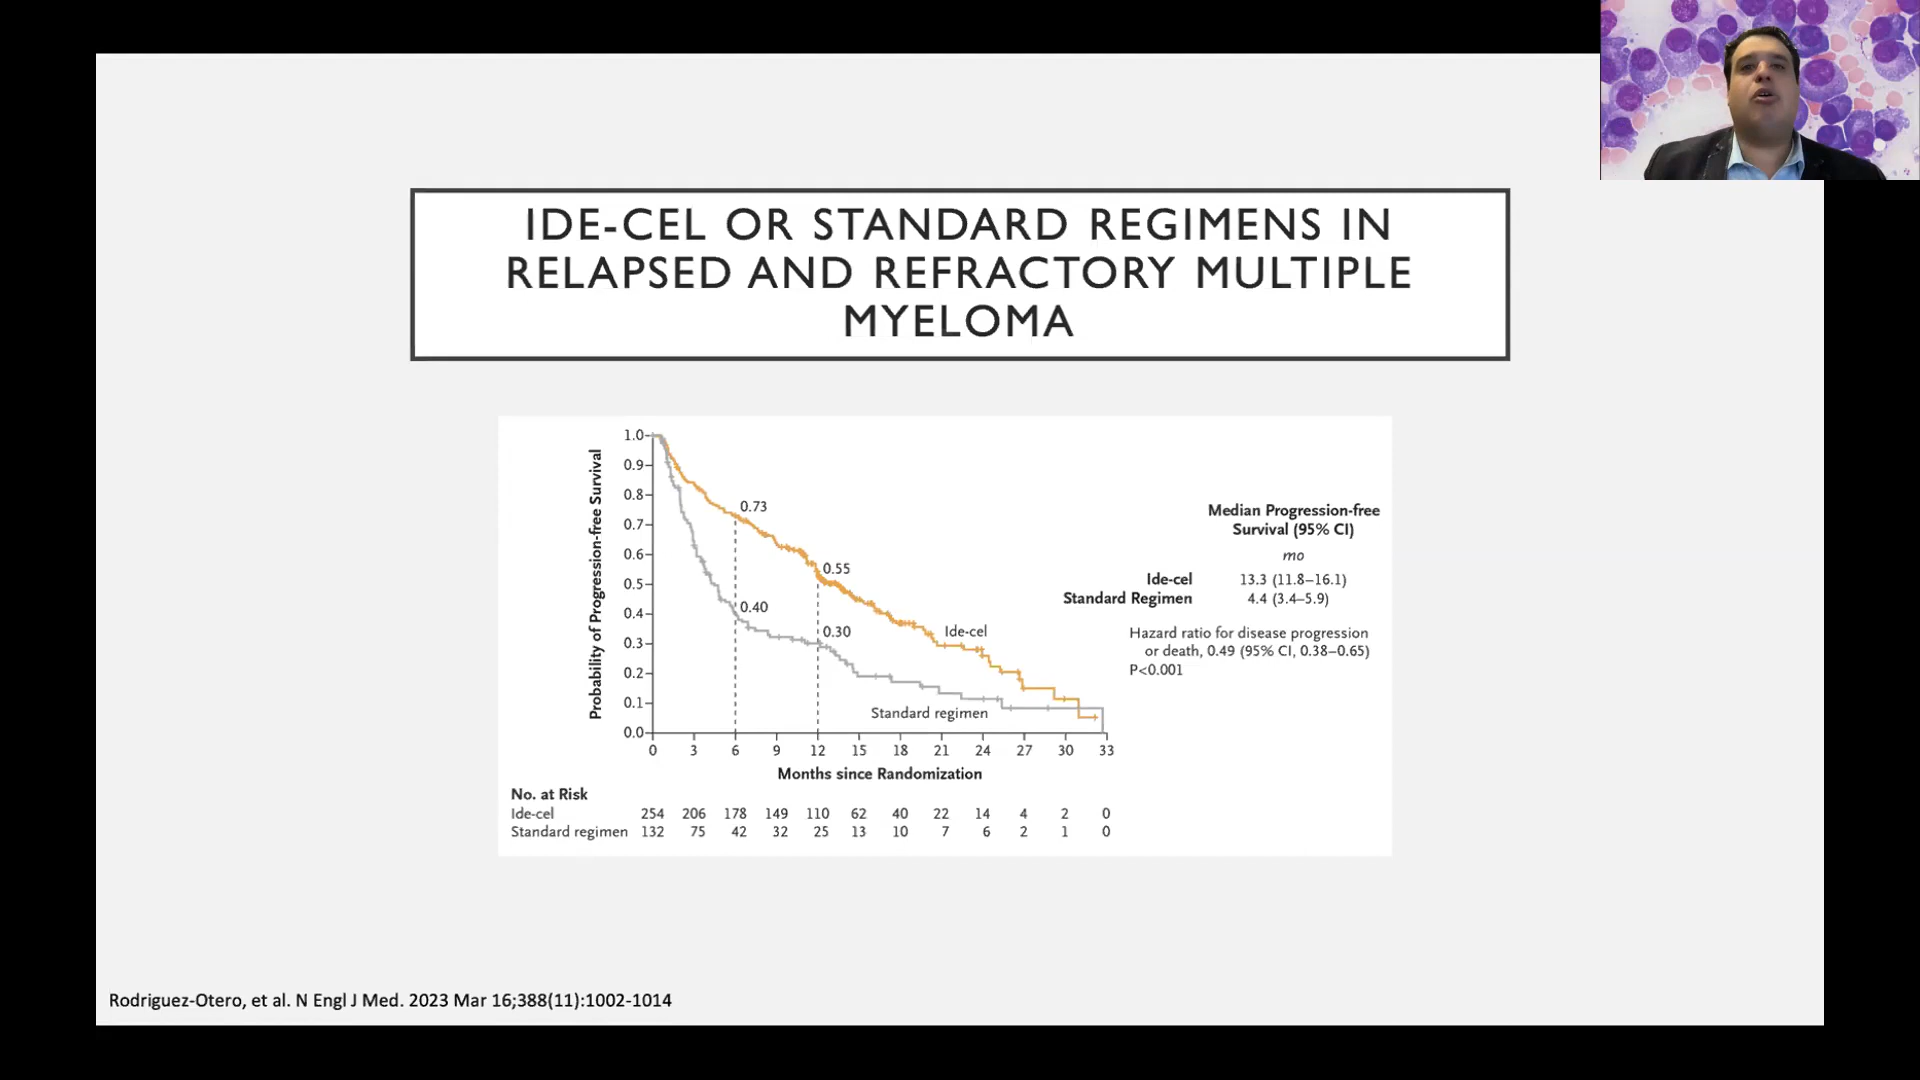 IDE-CEL OR STANDARD REGIMENS IN
RELAPSED AND REFRACTORY MULTIPLE
MYELOMA
Probability of Progression-free Survival
1.0
0.9
0.8
0.7
0.6
0.5
0.4
0.3
0.2
0.1
0.0
0.73
0.55
0.40
0.30
Ide-cel
Standard regimen
0 3 6 9 12 15 18 21 24 27 30 33
Months since Randomization
Median Progression-free
Survival (95% CI)
mo
Ide-cel 13.3 (11.8–16.1)
Standard Regimen 4.4 (3.4–5.9)
Hazard ratio for disease progression
or death, 0.49 (95% CI, 0.38–0.65)
P<0.001
No. at Risk
Ide-cel 254 206 178 149 110 62 40 22 14 4 2 0
Standard regimen 132 75 42 32 25 13 10 7 6 2 1 0
Rodriguez-Otero, et al. N Engl J Med. 2023 Mar 16;388(11):1002-1014